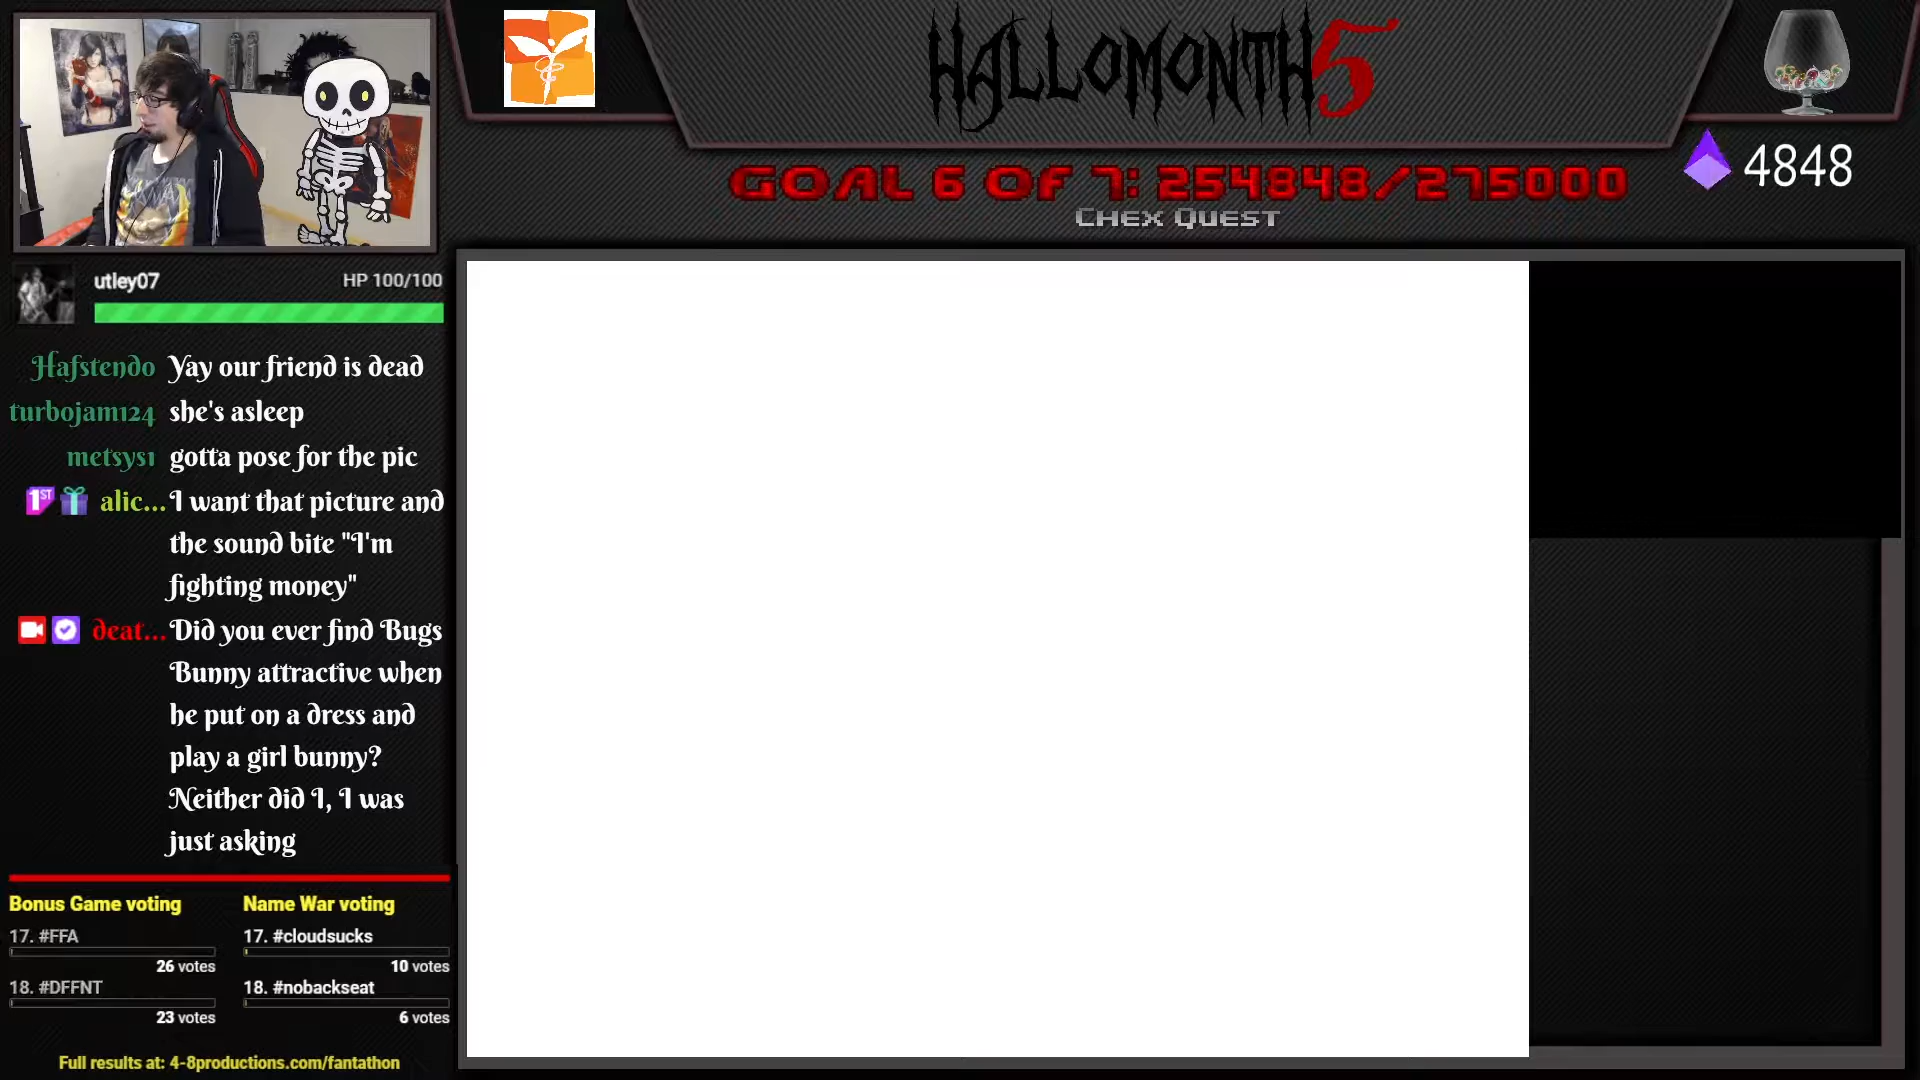 HALLOMONTH5
GOAL 6 OF 7: 254848/275000
CHEX QUEST
4848
utley07 HP 100/100
Hafstendo Yay our friend is dead
turbojam124 she's asleep
metsys1 gotta pose for the pic
1ST alic... I want that picture and
the sound bite "I'm
fighting money"
deat... Did you ever find Bugs
Bunny attractive when
he put on a dress and
play a girl bunny?
Neither did I, I was
just asking
Bonus Game voting
17. #FFA
26 votes
18. #DFFNT
23 votes
Name War voting
17. #cloudsucks
10 votes
18. #nobackseat
6 votes
Full results at: 4-8productions.com/fantathon